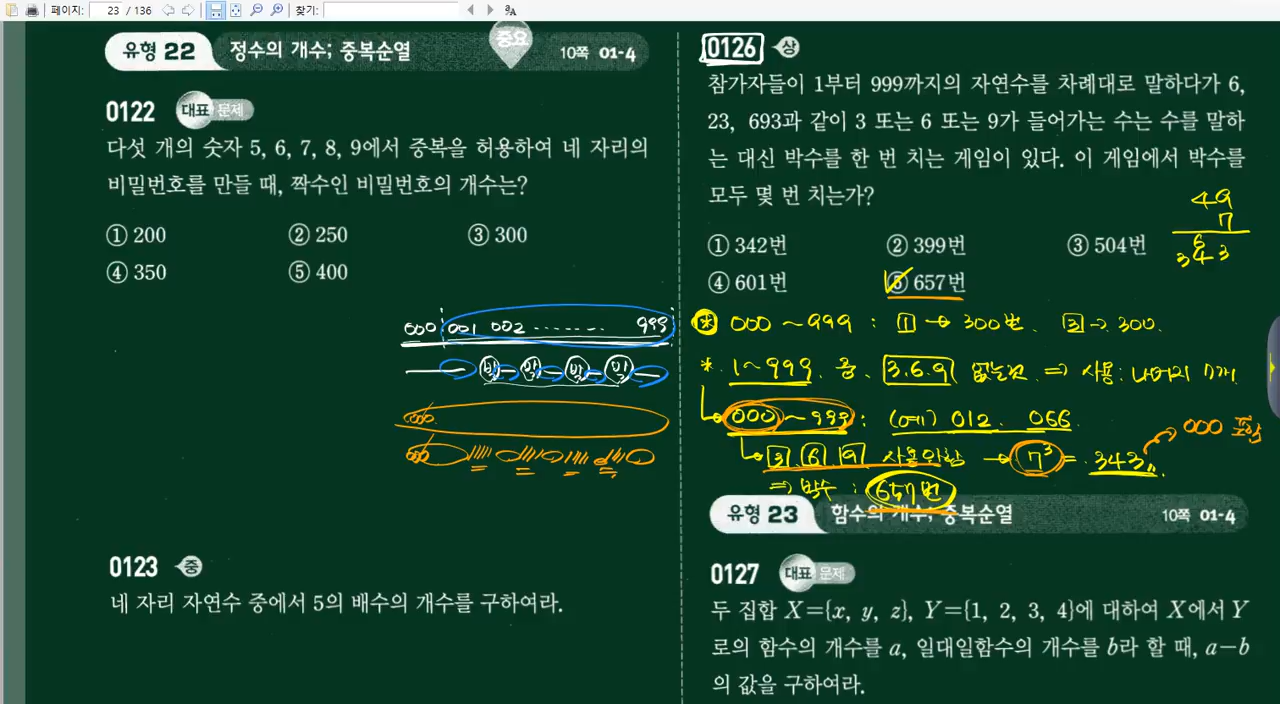 페이지: 23 / 136 찾기:
유형 22 정수의 개수; 중복순열 중요 10쪽 01-4
0122 대표 문제
다섯 개의 숫자 5, 6, 7, 8, 9에서 중복을 허용하여 네 자리의
비밀번호를 만들 때, 짝수인 비밀번호의 개수는?
① 200 ② 250 ③ 300
④ 350 ⑤ 400
000 001 002 ........ 999
박 박 박 박
000
000
0123 중
네 자리 자연수 중에서 5의 배수의 개수를 구하여라.
0126 상
참가자들이 1부터 999까지의 자연수를 차례대로 말하다가 6,
23, 693과 같이 3 또는 6 또는 9가 들어가는 수는 수를 말하
는 대신 박수를 한 번 치는 게임이 있다. 이 게임에서 박수를
모두 몇 번 치는가?
① 342번 ② 399번 ③ 504번
④ 601번 ⑤ 657번
49
7
6
343
* 000 ~ 999 : 1 → 300번. 3 → 300.
* 1 ~ 999 중 3.6.9 없는 ⇒ 사용: 나머지 7개
000 ~ 999 : (예) 012. 066
3 6 9 사용안함 → 7³ = 343 000 포함
⇒ 박수 : 657번
유형 23 함수의 개수; 중복순열 10쪽 01-4
0127 대표 문제
두 집합 X={x, y, z}, Y={1, 2, 3, 4}에 대하여 X에서 Y
로의 함수의 개수를 a, 일대일함수의 개수를 b라 할 때, a-b
의 값을 구하여라.